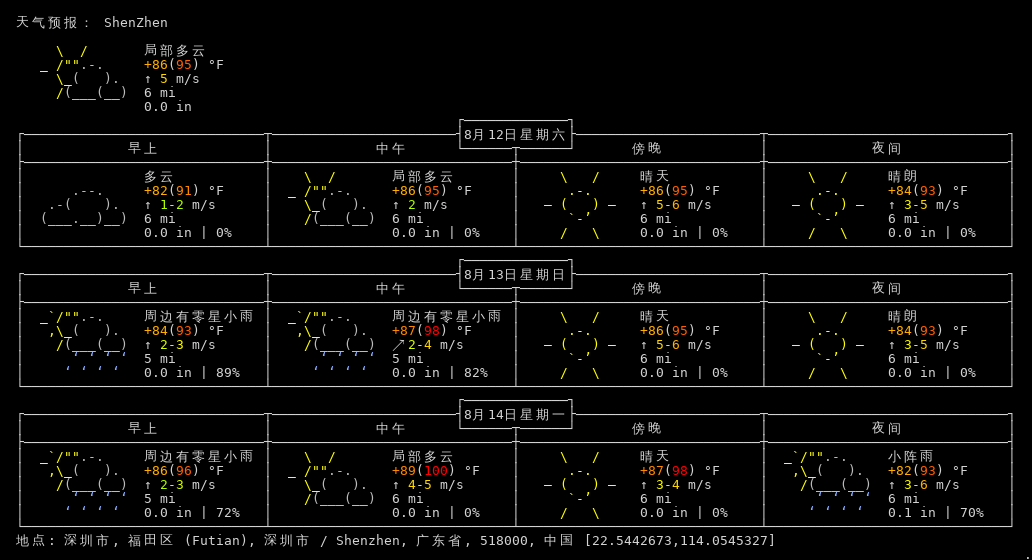 天气预报： ShenZhen
局部多云
+86(95) °F
↑ 5 m/s
6 mi
0.0 in
8月12日星期六
早上 中午 傍晚 夜间
多云 局部多云 晴天 晴朗
+82(91) °F +86(95) °F +86(95) °F +84(93) °F
↑ 1-2 m/s ↑ 2 m/s ↑ 5-6 m/s ↑ 3-5 m/s
6 mi 6 mi 6 mi 6 mi
0.0 in | 0% 0.0 in | 0% 0.0 in | 0% 0.0 in | 0%
8月13日星期日
早上 中午 傍晚 夜间
周边有零星小雨 周边有零星小雨 晴天 晴朗
+84(93) °F +87(98) °F +86(95) °F +84(93) °F
↑ 2-3 m/s ↗ 2-4 m/s ↑ 5-6 m/s ↑ 3-5 m/s
5 mi 5 mi 6 mi 6 mi
0.0 in | 89% 0.0 in | 82% 0.0 in | 0% 0.0 in | 0%
8月14日星期一
早上 中午 傍晚 夜间
周边有零星小雨 局部多云 晴天 小阵雨
+86(96) °F +89(100) °F +87(98) °F +82(93) °F
↑ 2-3 m/s ↑ 4-5 m/s ↑ 3-4 m/s ↑ 3-6 m/s
5 mi 6 mi 6 mi 6 mi
0.0 in | 72% 0.0 in | 0% 0.0 in | 0% 0.1 in | 70%
地点: 深圳市, 福田区 (Futian), 深圳市 / Shenzhen, 广东省, 518000, 中国 [22.5442673,114.0545327]